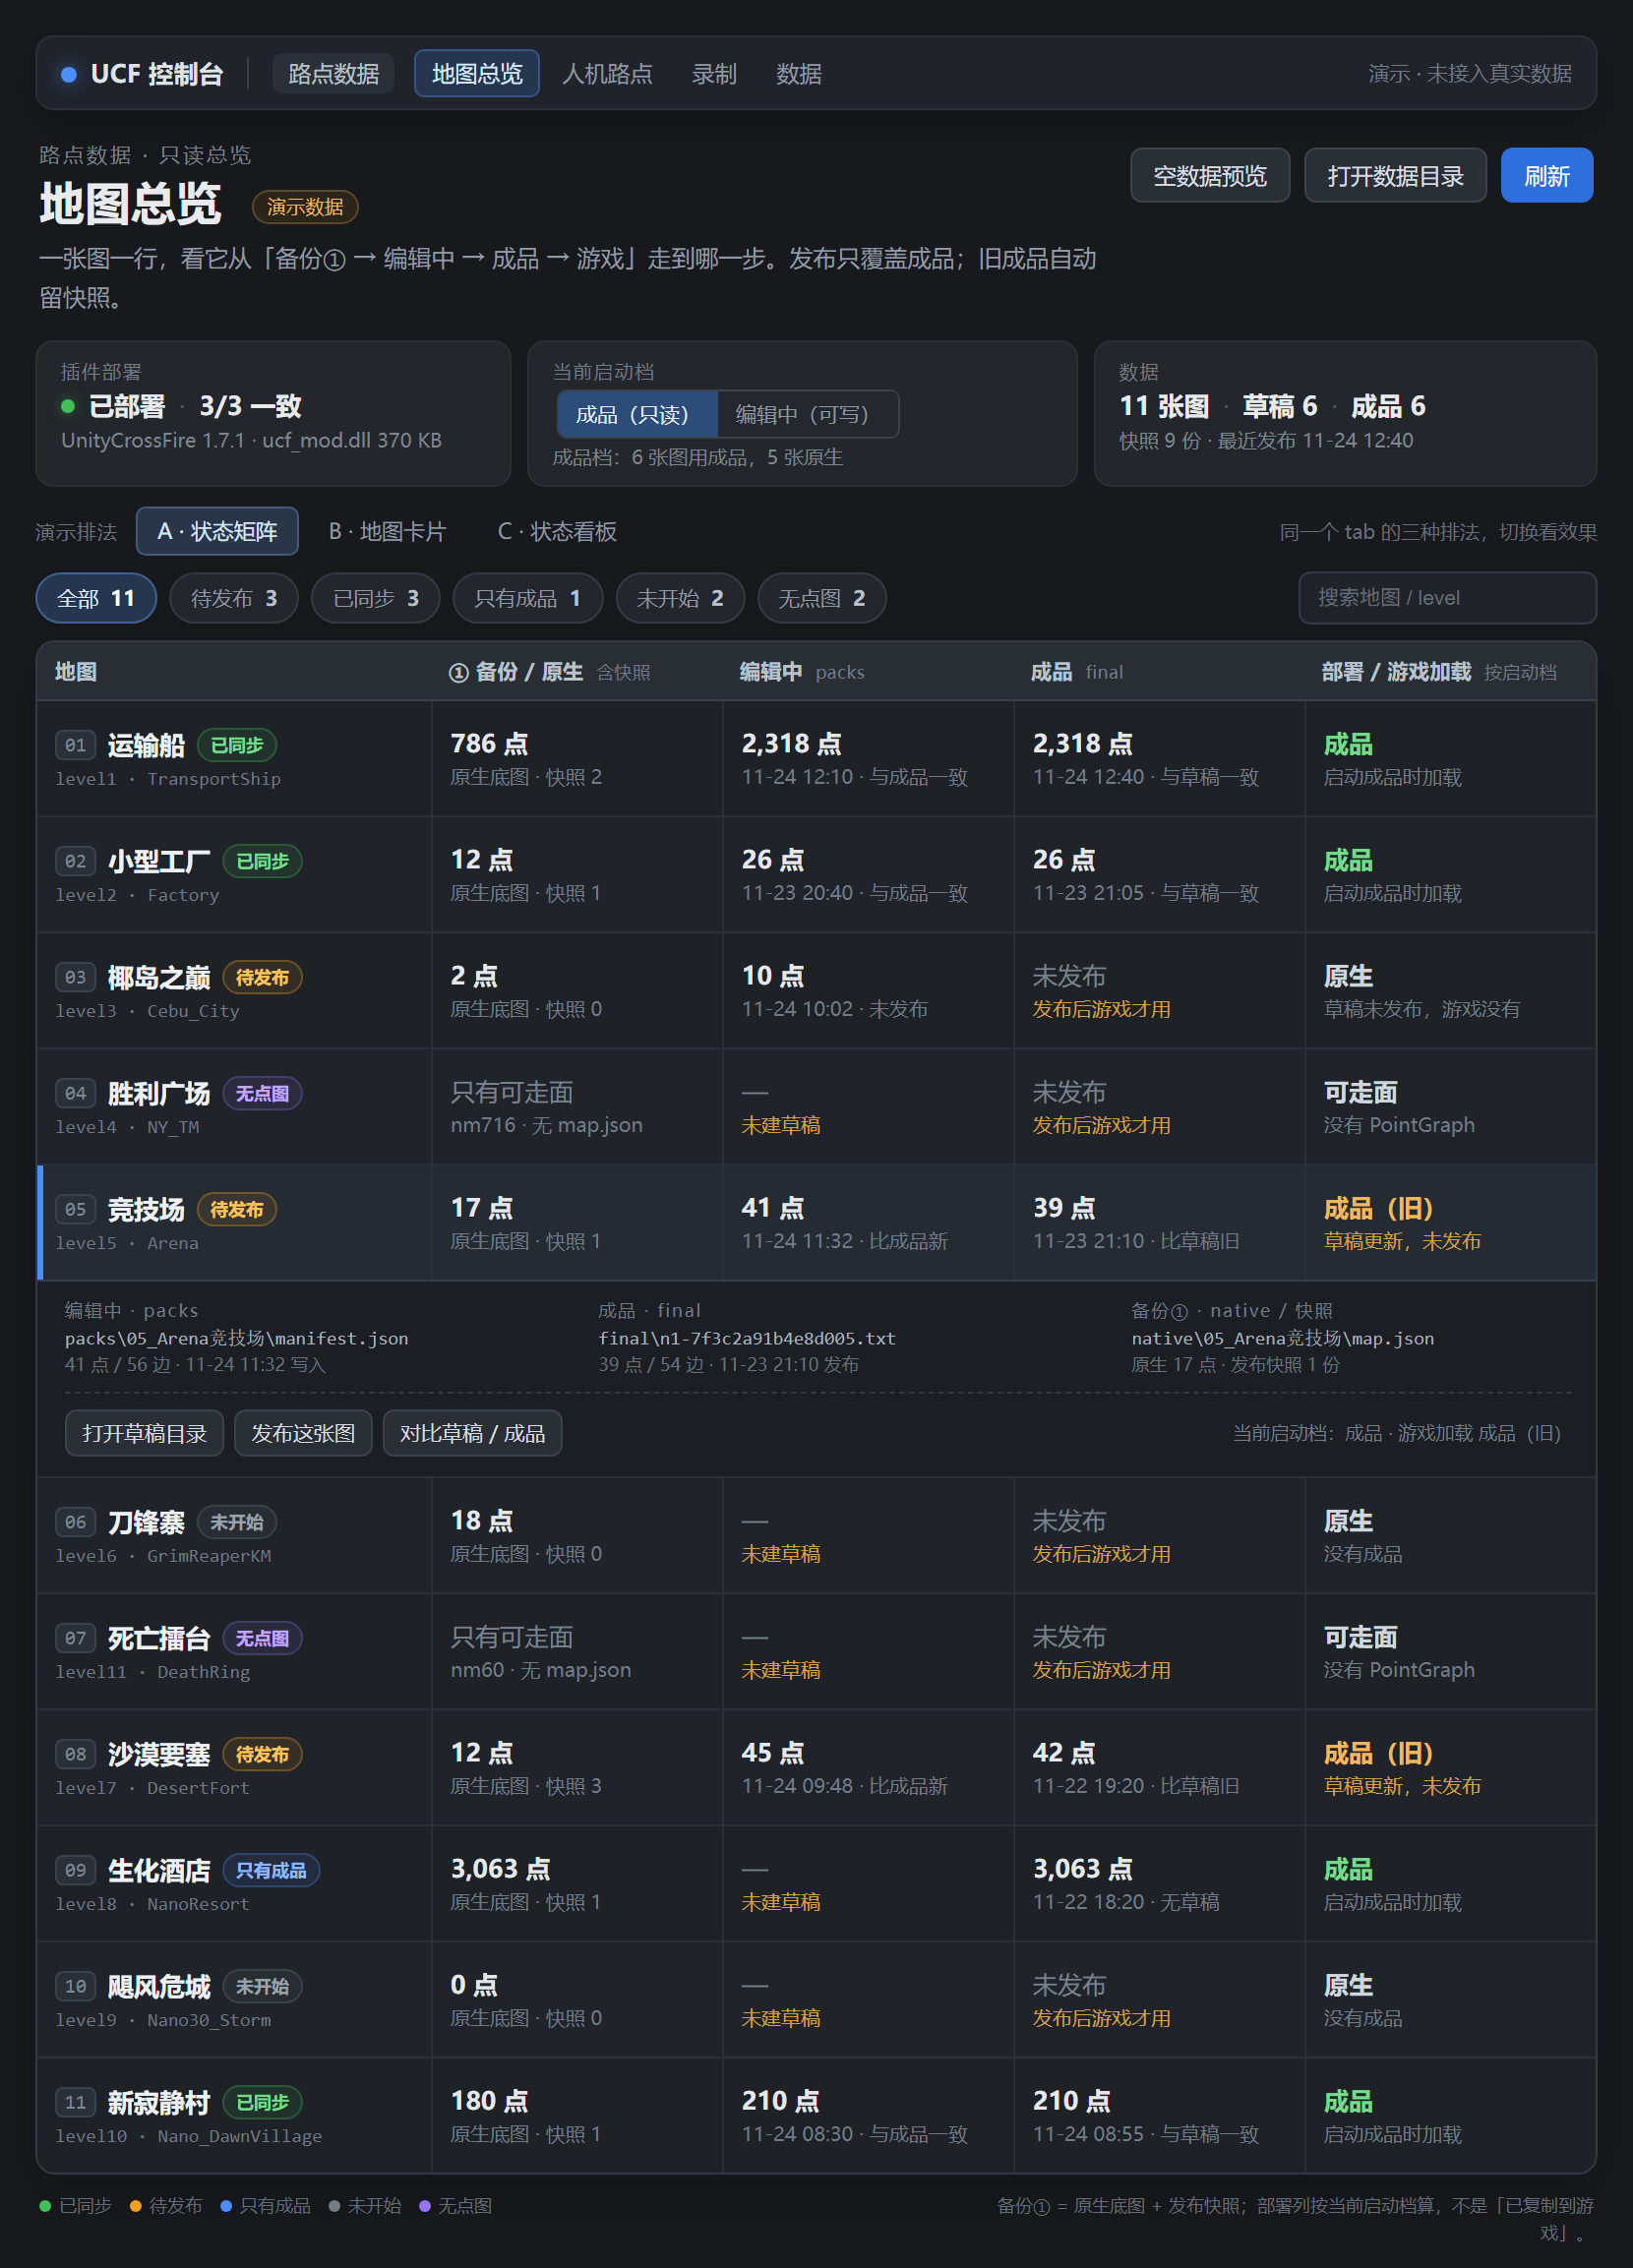 UCF 控制台 路点数据 地图总览 人机路点 录制 数据 演示 · 未接入真实数据
路点数据 · 只读总览
地图总览 演示数据
空数据预览 打开数据目录 刷新
一张图一行，看它从「备份① → 编辑中 → 成品 → 游戏」走到哪一步。发布只覆盖成品；旧成品自动
留快照。
插件部署
已部署 · 3/3 一致
UnityCrossFire 1.7.1 · ucf_mod.dll 370 KB
当前启动档
成品（只读） 编辑中（可写）
成品档：6 张图用成品，5 张原生
数据
11 张图 · 草稿 6 · 成品 6
快照 9 份 · 最近发布 11-24 12:40
演示排法 A · 状态矩阵 B · 地图卡片 C · 状态看板 同一个 tab 的三种排法，切换看效果
全部 11 待发布 3 已同步 3 只有成品 1 未开始 2 无点图 2 搜索地图 / level
地图 ① 备份 / 原生 含快照 编辑中 packs 成品 final 部署 / 游戏加载 按启动档
01 运输船 已同步 786 点 2,318 点 2,318 点 成品
level1 · TransportShip 原生底图 · 快照 2 11-24 12:10 · 与成品一致 11-24 12:40 · 与草稿一致 启动成品时加载
02 小型工厂 已同步 12 点 26 点 26 点 成品
level2 · Factory 原生底图 · 快照 1 11-23 20:40 · 与成品一致 11-23 21:05 · 与草稿一致 启动成品时加载
03 椰岛之巅 待发布 2 点 10 点 未发布 原生
level3 · Cebu_City 原生底图 · 快照 0 11-24 10:02 · 未发布 发布后游戏才用 草稿未发布，游戏没有
04 胜利广场 无点图 只有可走面 — 未发布 可走面
level4 · NY_TM nm716 · 无 map.json 未建草稿 发布后游戏才用 没有 PointGraph
05 竞技场 待发布 17 点 41 点 39 点 成品（旧）
level5 · Arena 原生底图 · 快照 1 11-24 11:32 · 比成品新 11-23 21:10 · 比草稿旧 草稿更新，未发布
编辑中 · packs 成品 · final 备份① · native / 快照
packs\05_Arena竞技场\manifest.json final\n1-7f3c2a91b4e8d005.txt native\05_Arena竞技场\map.json
41 点 / 56 边 · 11-24 11:32 写入 39 点 / 54 边 · 11-23 21:10 发布 原生 17 点 · 发布快照 1 份
打开草稿目录 发布这张图 对比草稿 / 成品 当前启动档：成品 · 游戏加载 成品（旧）
06 刀锋寨 未开始 18 点 — 未发布 原生
level6 · GrimReaperKM 原生底图 · 快照 0 未建草稿 发布后游戏才用 没有成品
07 死亡擂台 无点图 只有可走面 — 未发布 可走面
level11 · DeathRing nm60 · 无 map.json 未建草稿 发布后游戏才用 没有 PointGraph
08 沙漠要塞 待发布 12 点 45 点 42 点 成品（旧）
level7 · DesertFort 原生底图 · 快照 3 11-24 09:48 · 比成品新 11-22 19:20 · 比草稿旧 草稿更新，未发布
09 生化酒店 只有成品 3,063 点 — 3,063 点 成品
level8 · NanoResort 原生底图 · 快照 1 未建草稿 11-22 18:20 · 无草稿 启动成品时加载
10 飓风危城 未开始 0 点 — 未发布 原生
level9 · Nano30_Storm 原生底图 · 快照 0 未建草稿 发布后游戏才用 没有成品
11 新寂静村 已同步 180 点 210 点 210 点 成品
level10 · Nano_DawnVillage 原生底图 · 快照 1 11-24 08:30 · 与成品一致 11-24 08:55 · 与草稿一致 启动成品时加载
已同步 待发布 只有成品 未开始 无点图 备份① = 原生底图 + 发布快照；部署列按当前启动档算，不是「已复制到游
戏」。